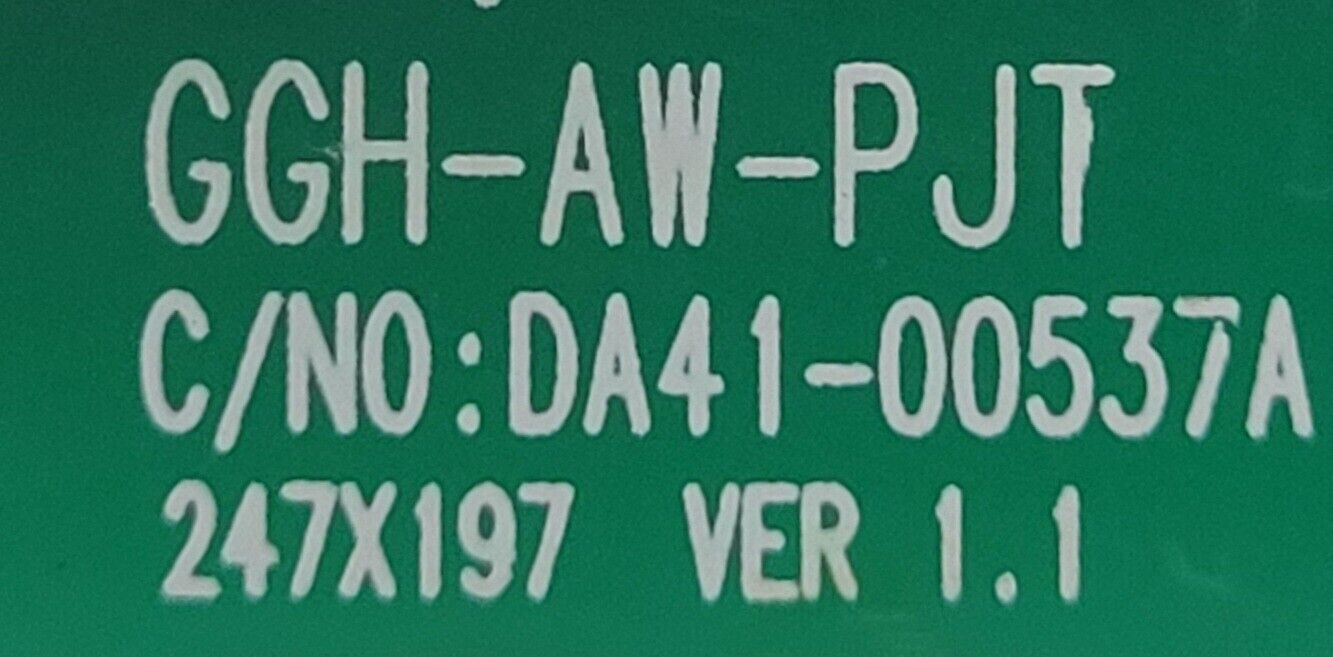 GGH-AW-PJT
C/NO:DA41-00537A
247X197 VER 1.1